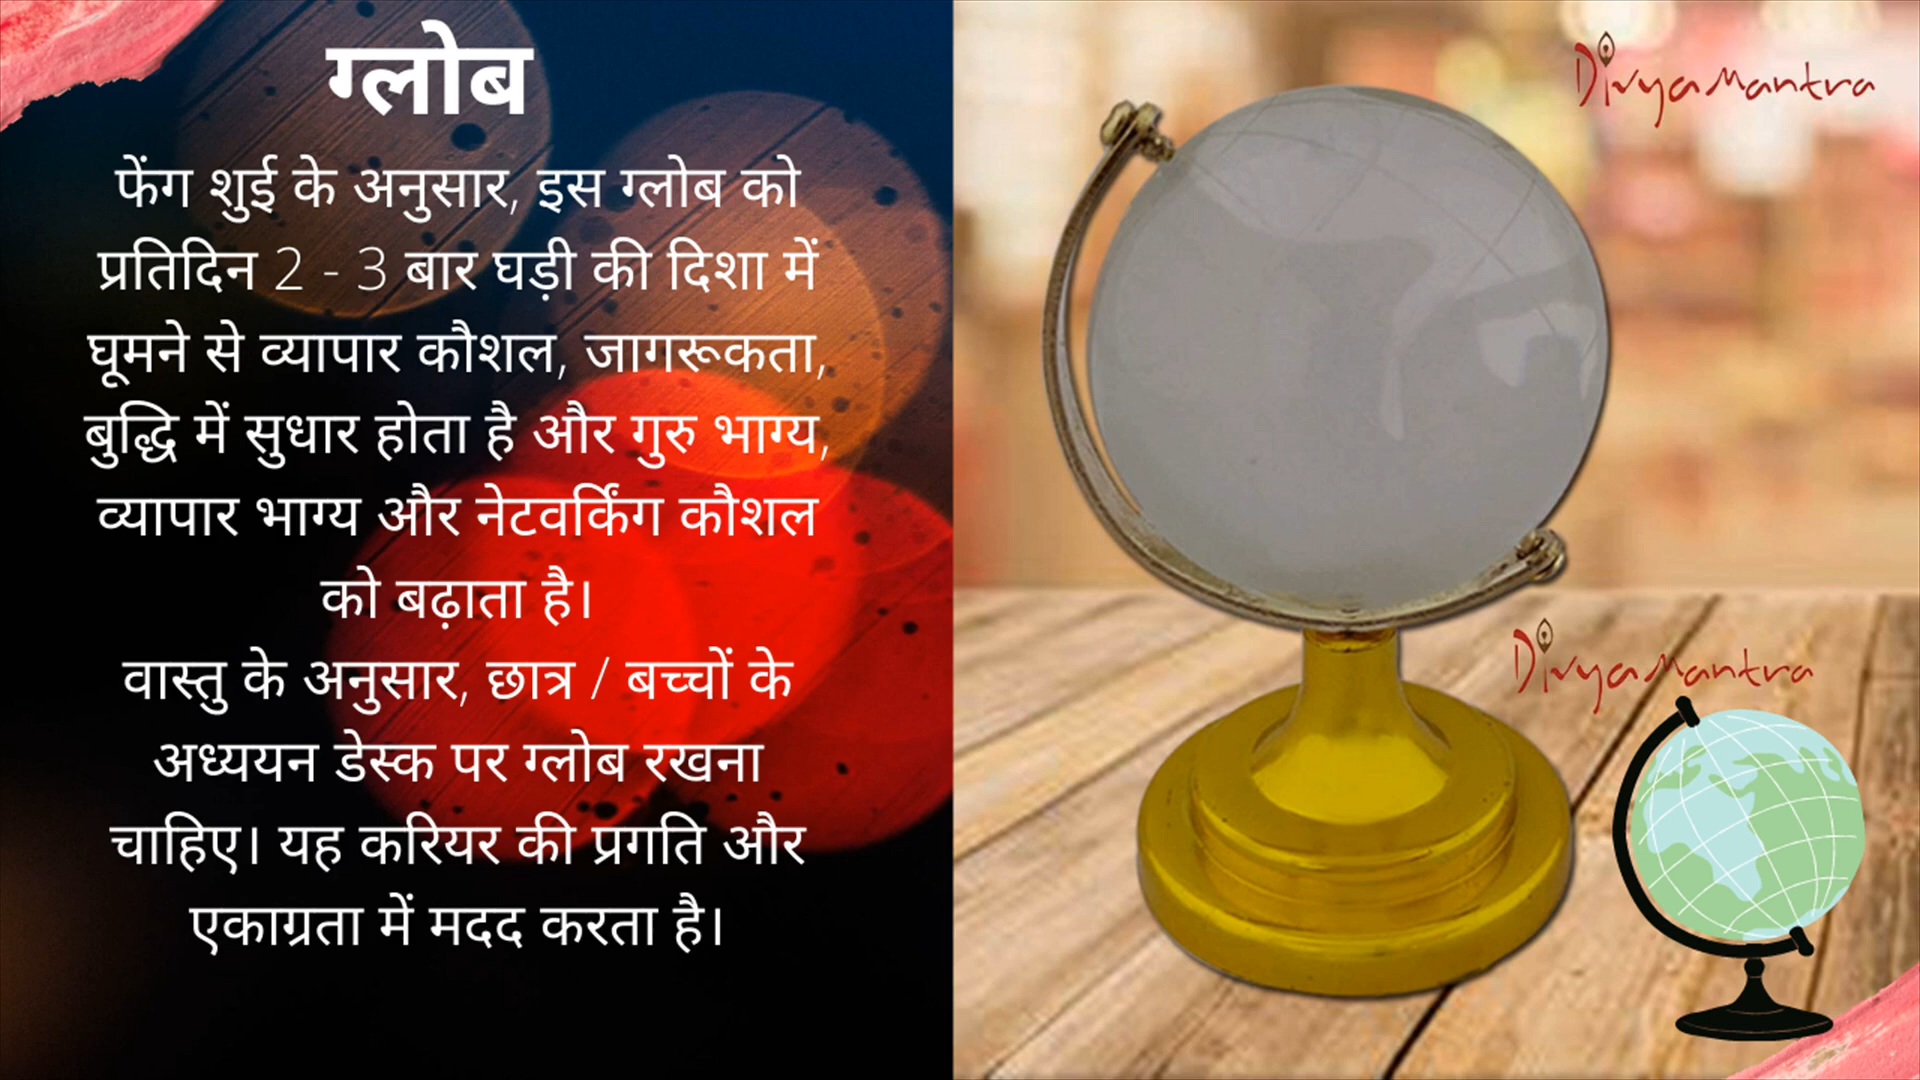 ग्लोब
फेंग शुई के अनुसार, इस ग्लोब को
प्रतिदिन 2 - 3 बार घड़ी की दिशा में
घूमने से व्यापार कौशल, जागरूकता,
बुद्धि में सुधार होता है और गुरु भाग्य,
व्यापार भाग्य और नेटवर्किंग कौशल
को बढ़ाता है।
वास्तु के अनुसार, छात्र / बच्चों के
अध्ययन डेस्क पर ग्लोब रखना
चाहिए। यह करियर की प्रगति और
एकाग्रता में मदद करता है।
DivyaMantra
DivyaMantra